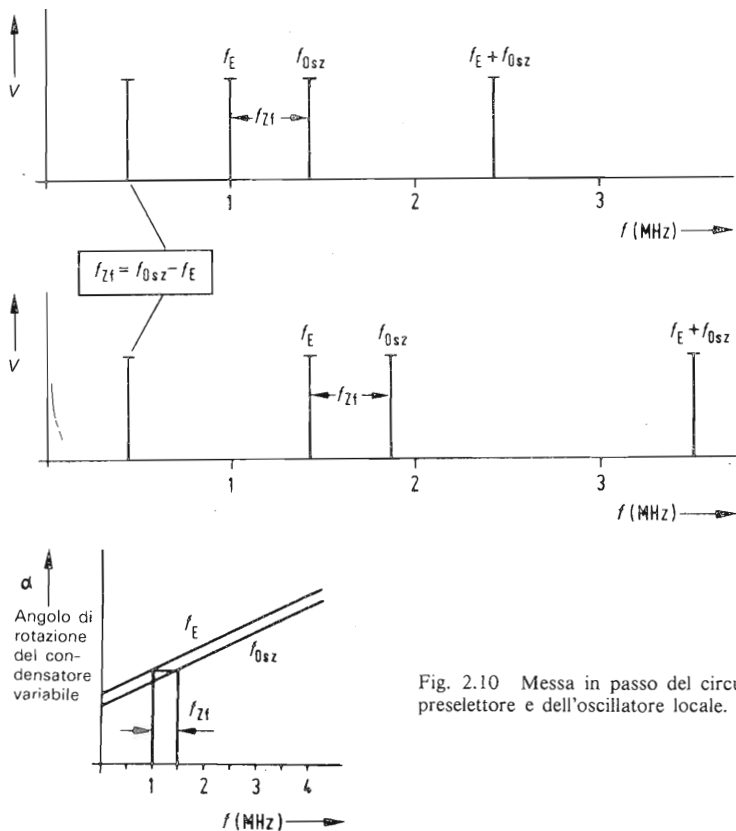 V
f_E
f_Osz
f_E + f_Osz
f_Zf
1
2
3
f (MHz)
f_Zf = f_Osz − f_E
V
f_E
f_Osz
f_E + f_Osz
f_Zf
1
2
3
f (MHz)
α
Angolo di
rotazione
del con-
densatore
variabile
f_E
f_Osz
f_Zf
1
2
3
4
f (MHz)
Fig. 2.10 Messa in passo del circu
preselettore e dell'oscillatore locale.